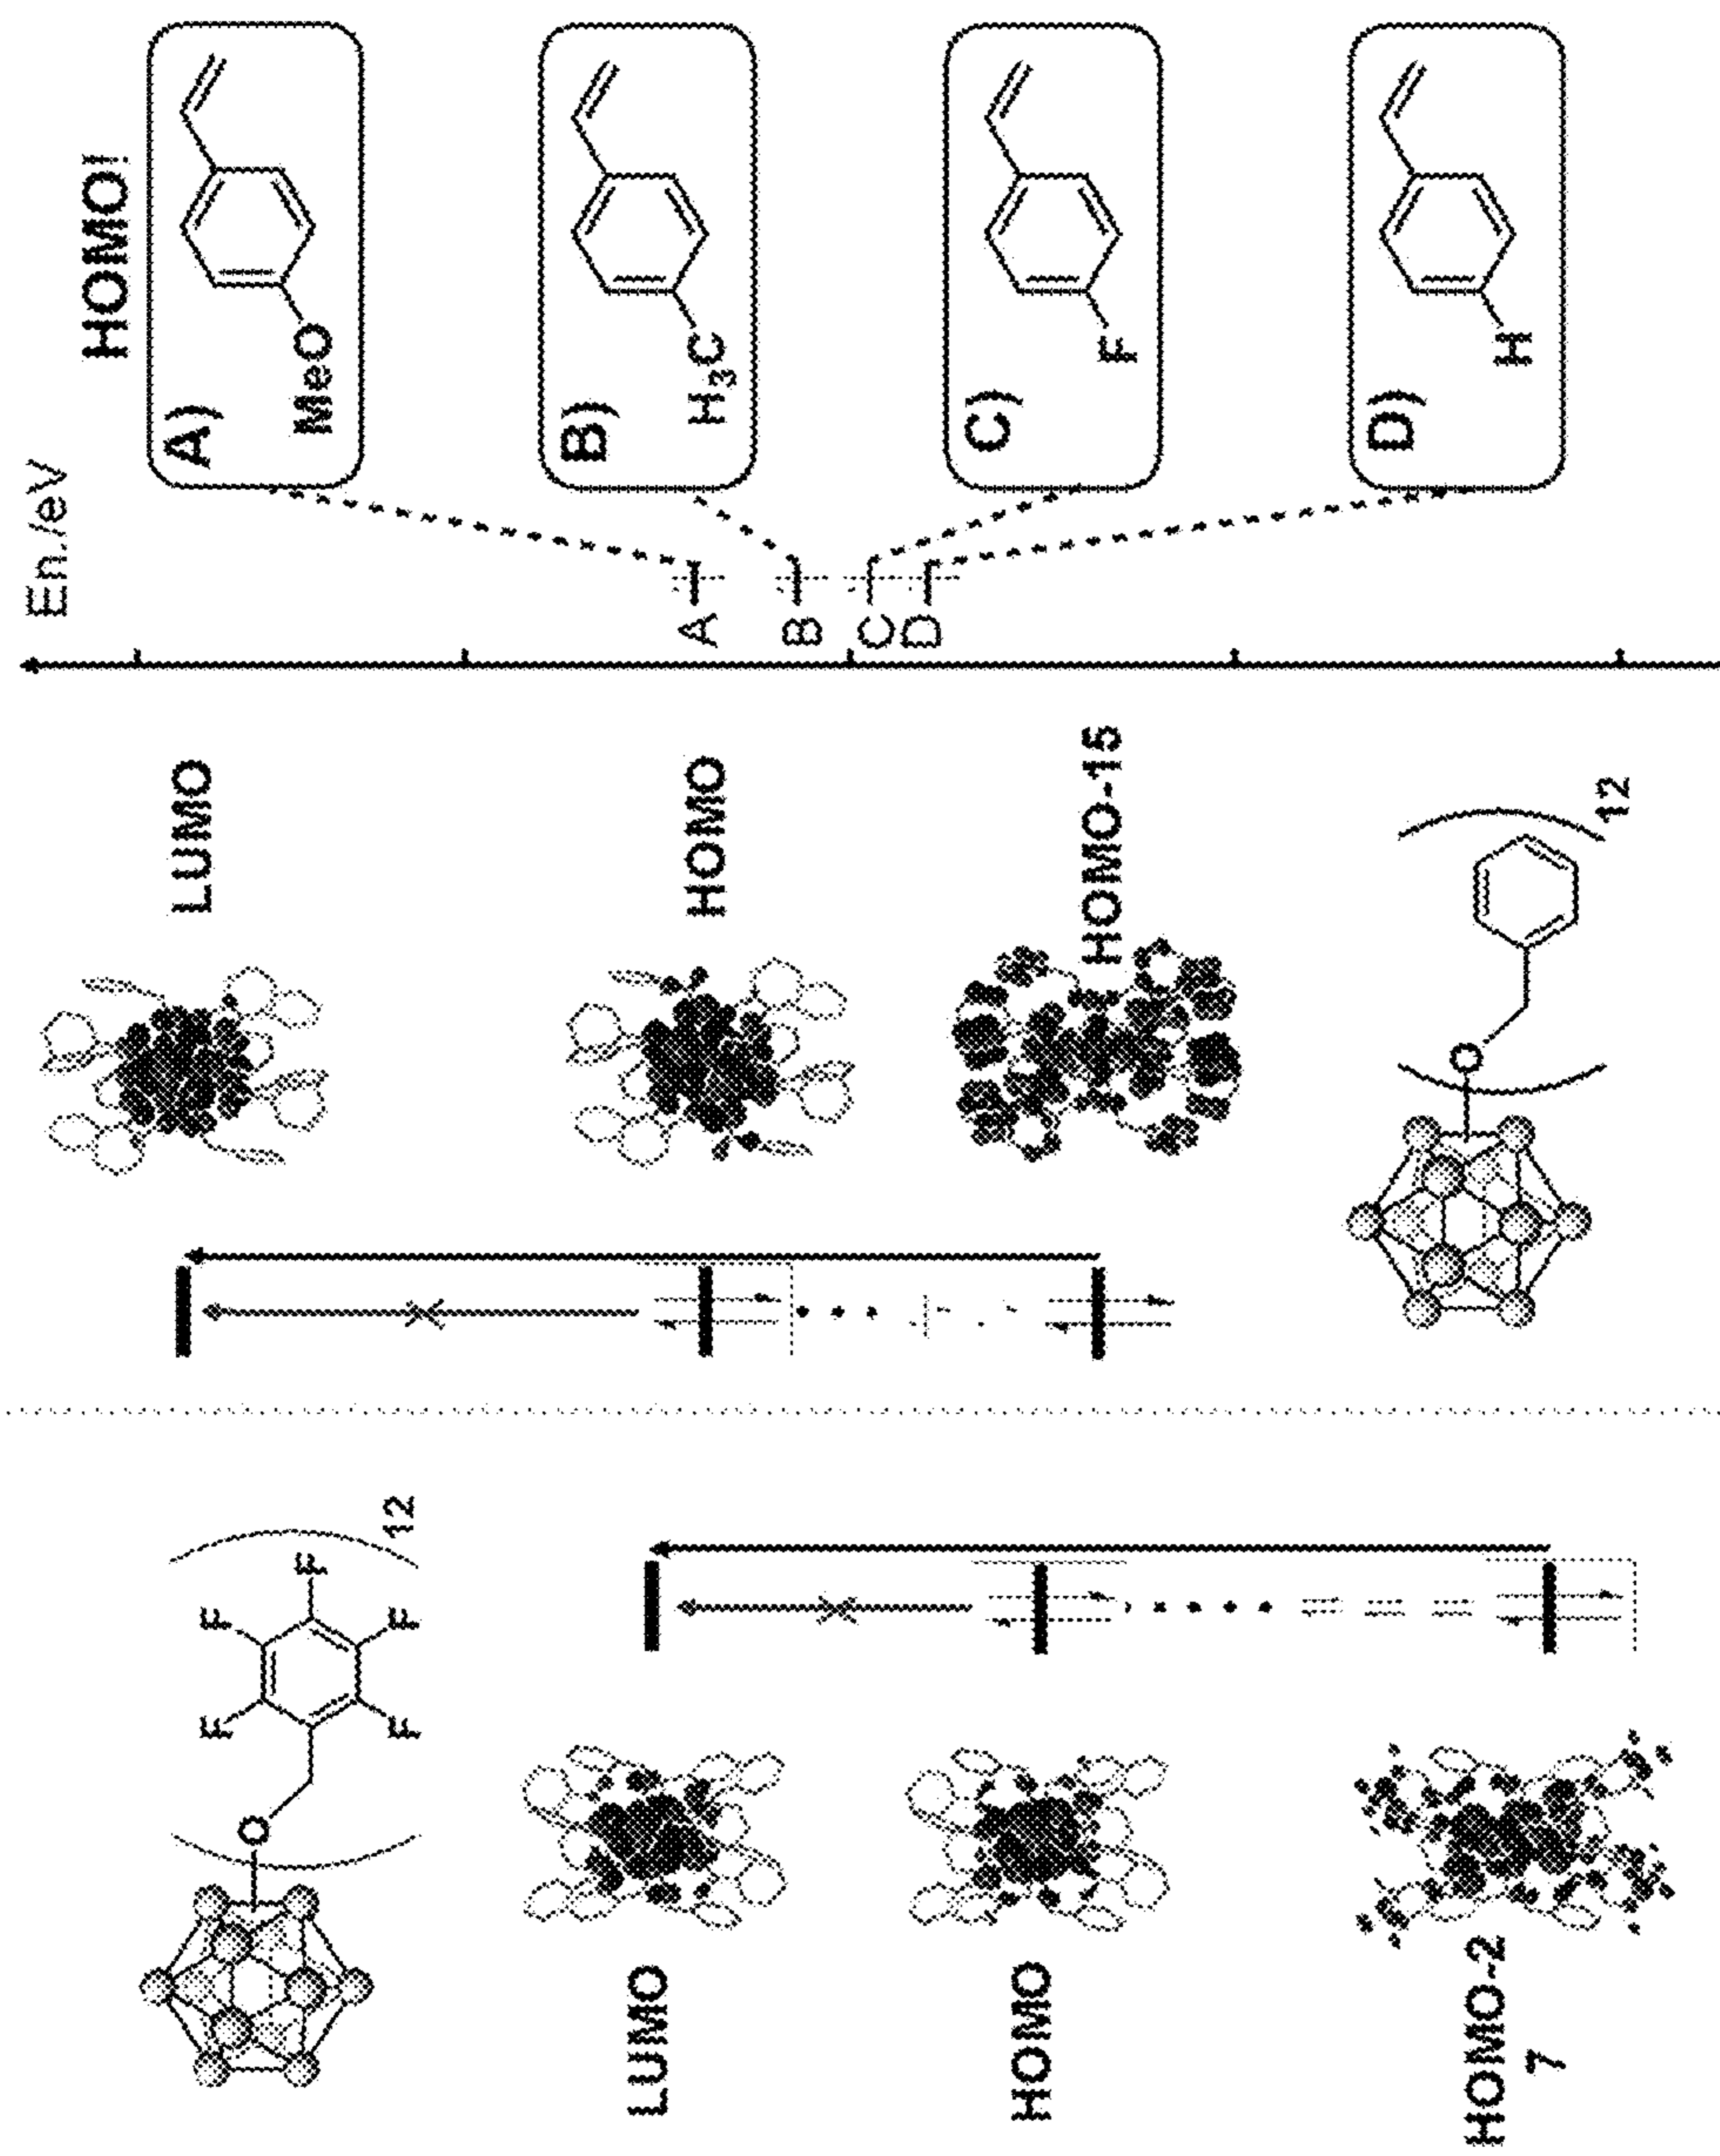 O
F
F
F
F
F
12
LUMO
HOMO
HOMO-2
7
LUMO
HOMO
HOMO-15
O
12
En./eV
A
B
C
D
HOMO!
A)
MeO
B)
H₃C
C)
F
D)
H